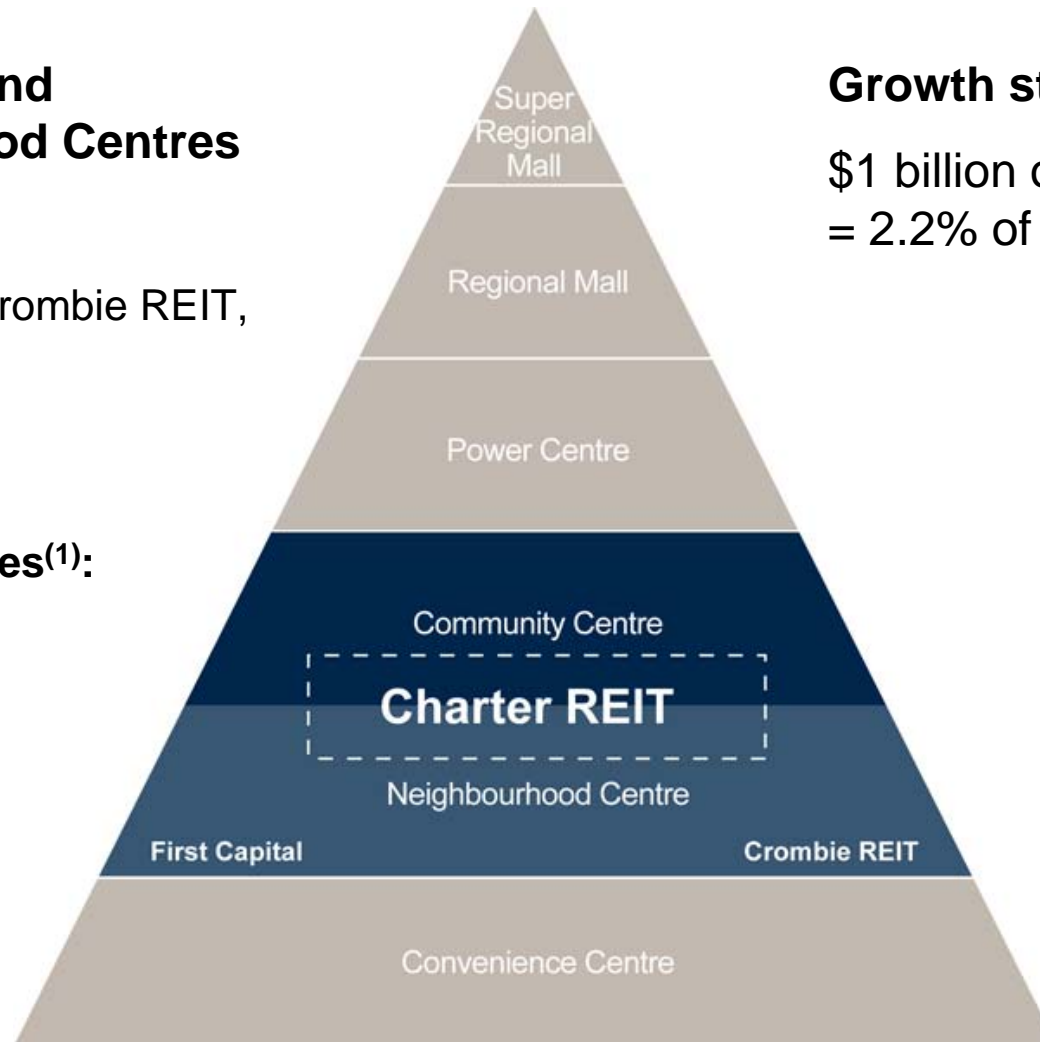 nd
od Centres
rombie REIT,
es(1):
Super
Regional
Mall
Regional Mall
Power Centre
Community Centre
Charter REIT
Neighbourhood Centre
First Capital
Crombie REIT
Convenience Centre
Growth st
$1 billion
= 2.2% of